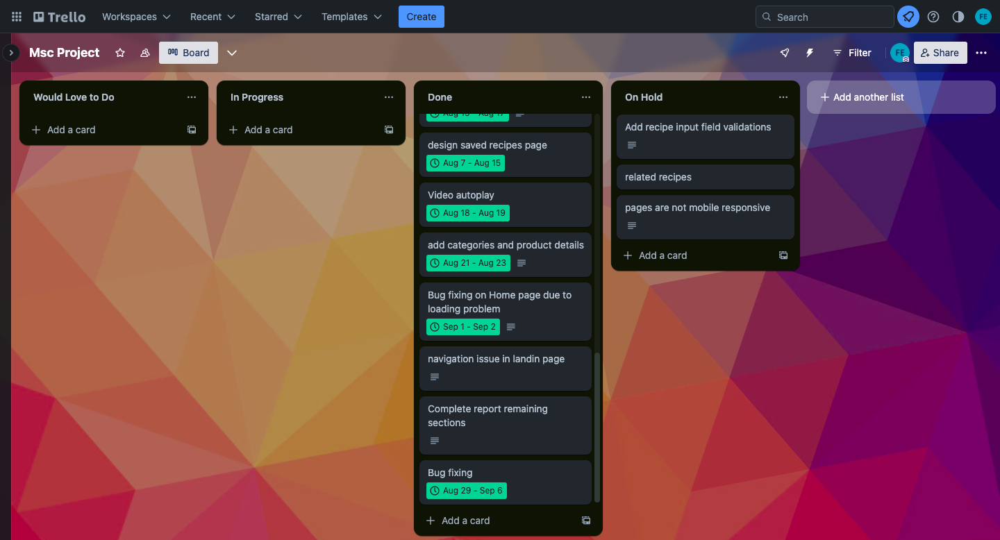 Trello Workspaces Recent Starred Templates Create Search FE
Msc Project Board Filter FE Share
Would Love to Do
Add a card
In Progress
Add a card
Done
design saved recipes page
Aug 7 - Aug 15
Video autoplay
Aug 18 - Aug 19
add categories and product details
Aug 21 - Aug 23
Bug fixing on Home page due to
loading problem
Sep 1 - Sep 2
navigation issue in landin page
Complete report remaining
sections
Bug fixing
Aug 29 - Sep 6
Add a card
On Hold
Add recipe input field validations
related recipes
pages are not mobile responsive
Add a card
Add another list